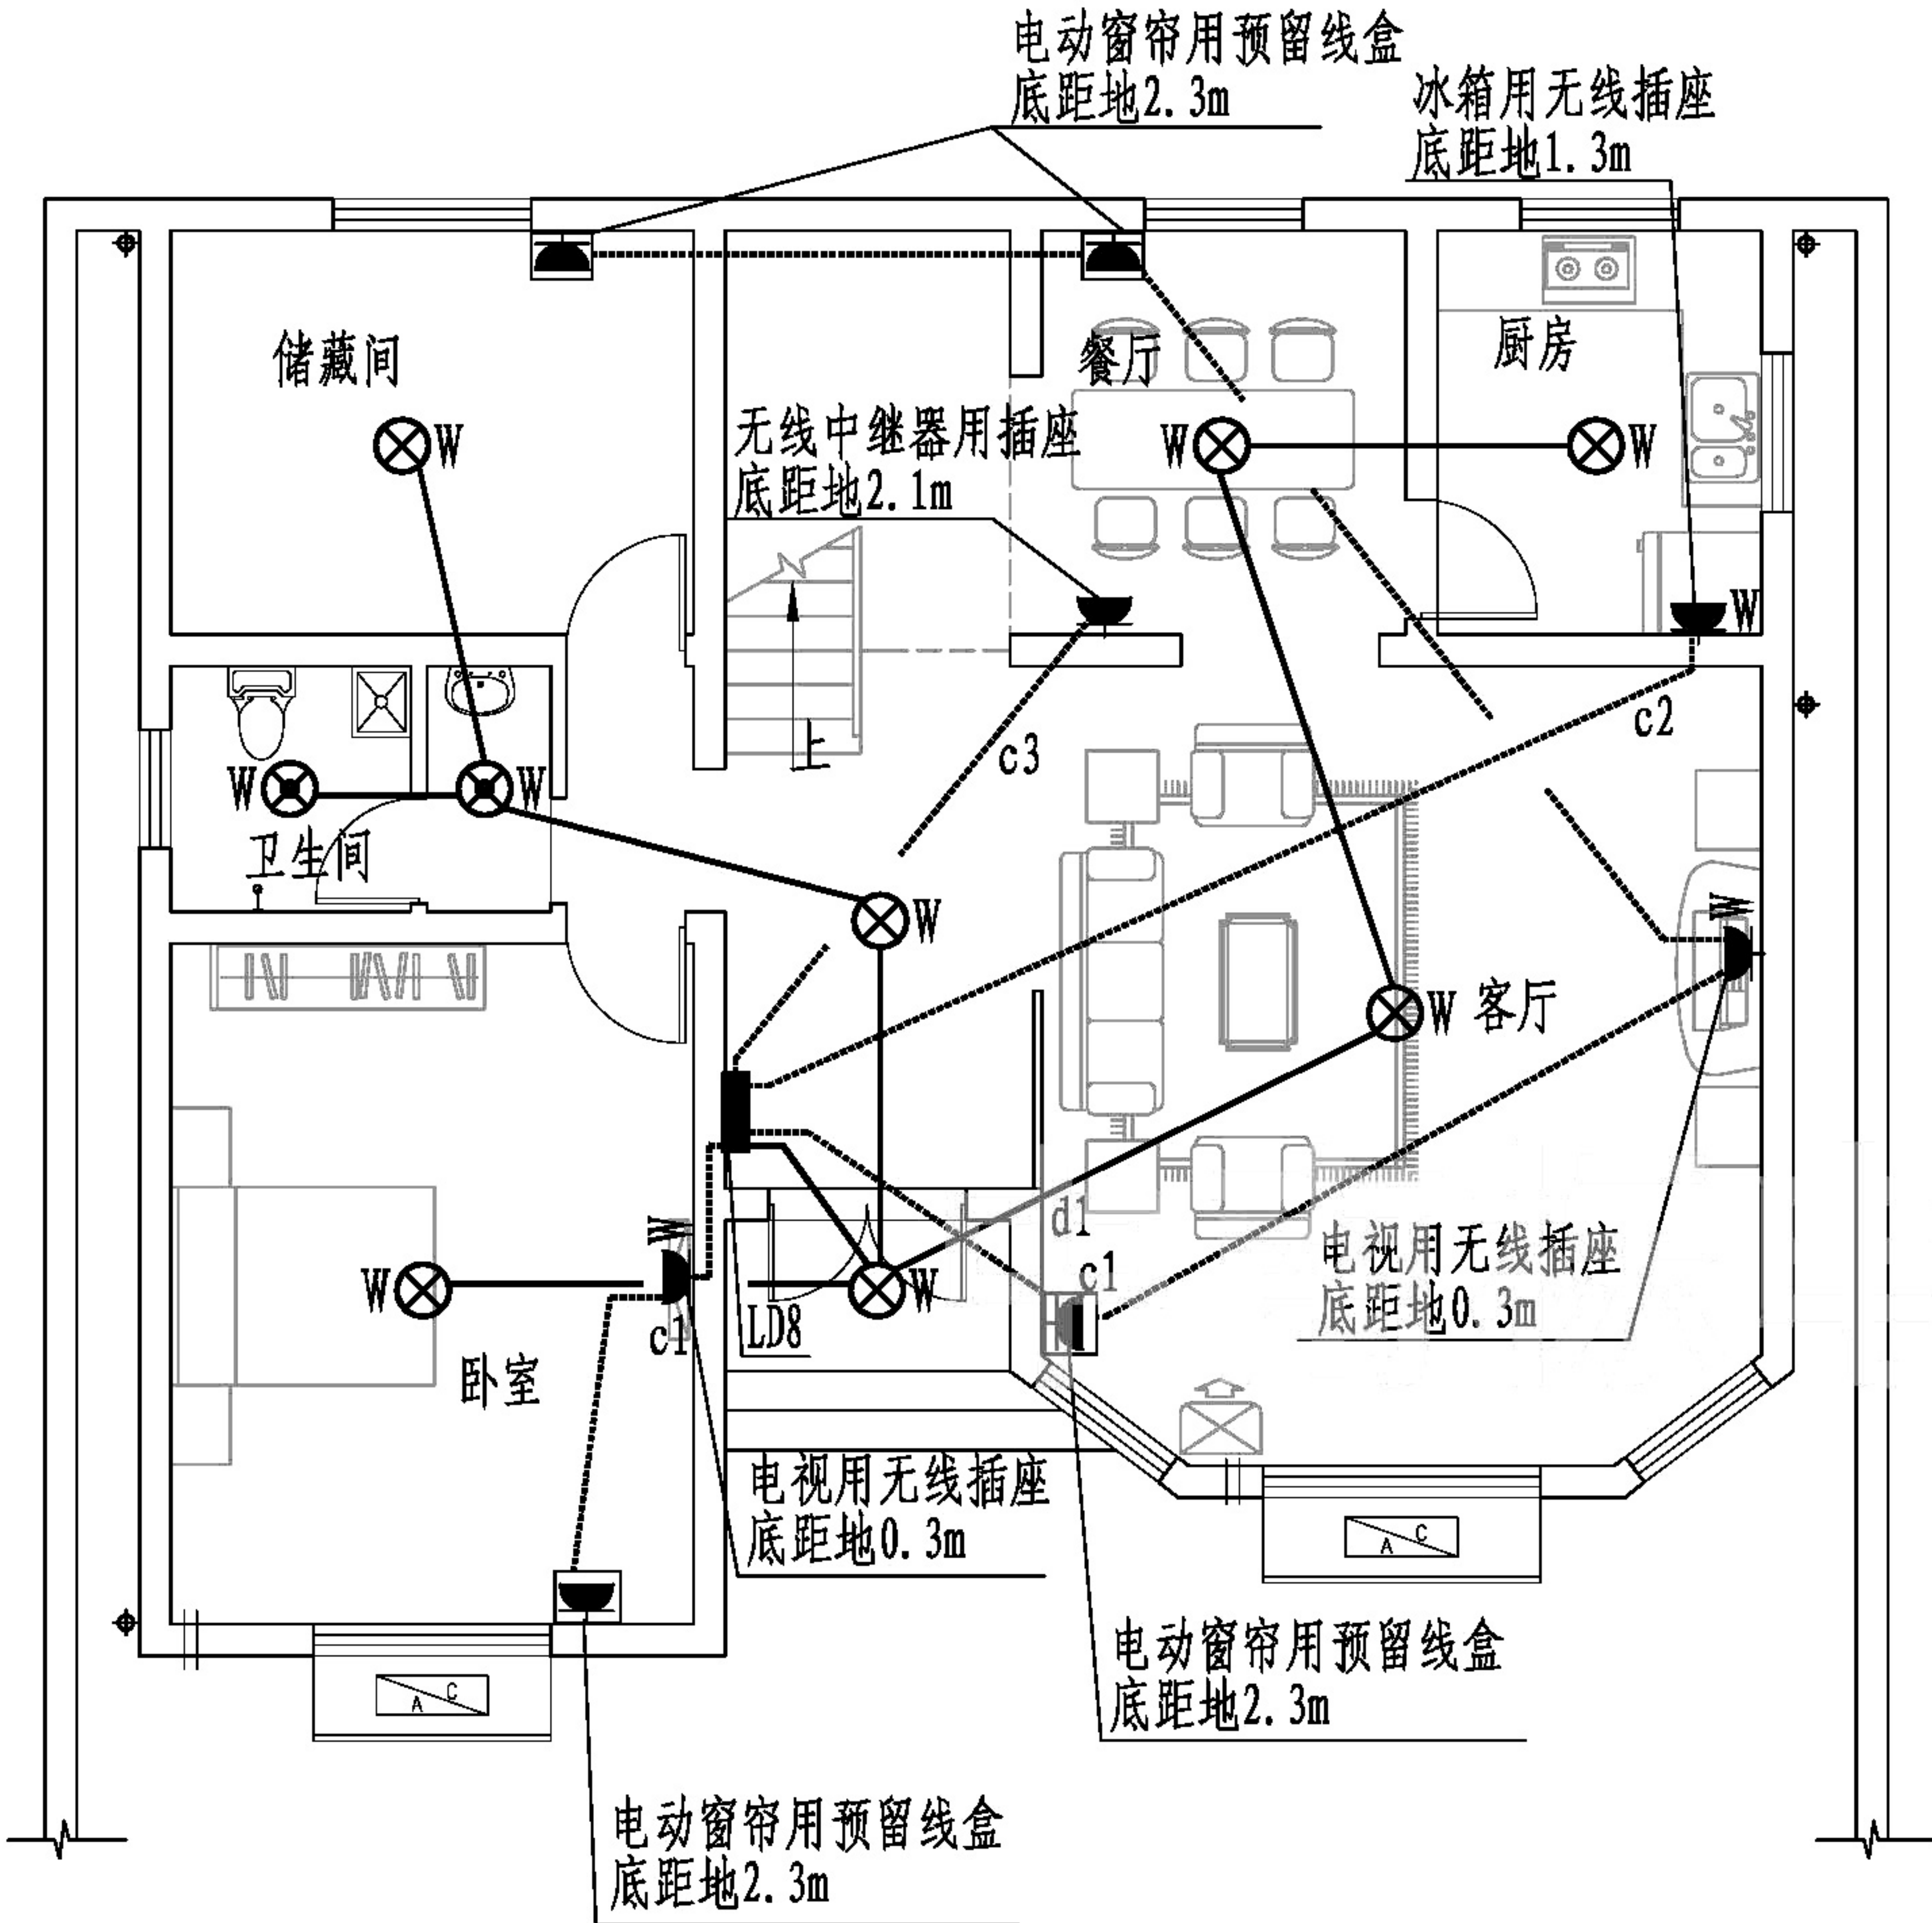 电动窗帘用预留线盒
底距地2.3m
冰箱用无线插座
底距地1.3m
储藏间
餐厅
厨房
无线中继器用插座
底距地2.1m
W
W
W
W
上
c3
c2
W
W
卫生间
W
W
W
客厅
d1
W
c1
电视用无线插座
底距地0.3m
W
W
c1
LD8
卧室
电视用无线插座
底距地0.3m
A C
电动窗帘用预留线盒
底距地2.3m
A C
电动窗帘用预留线盒
底距地2.3m